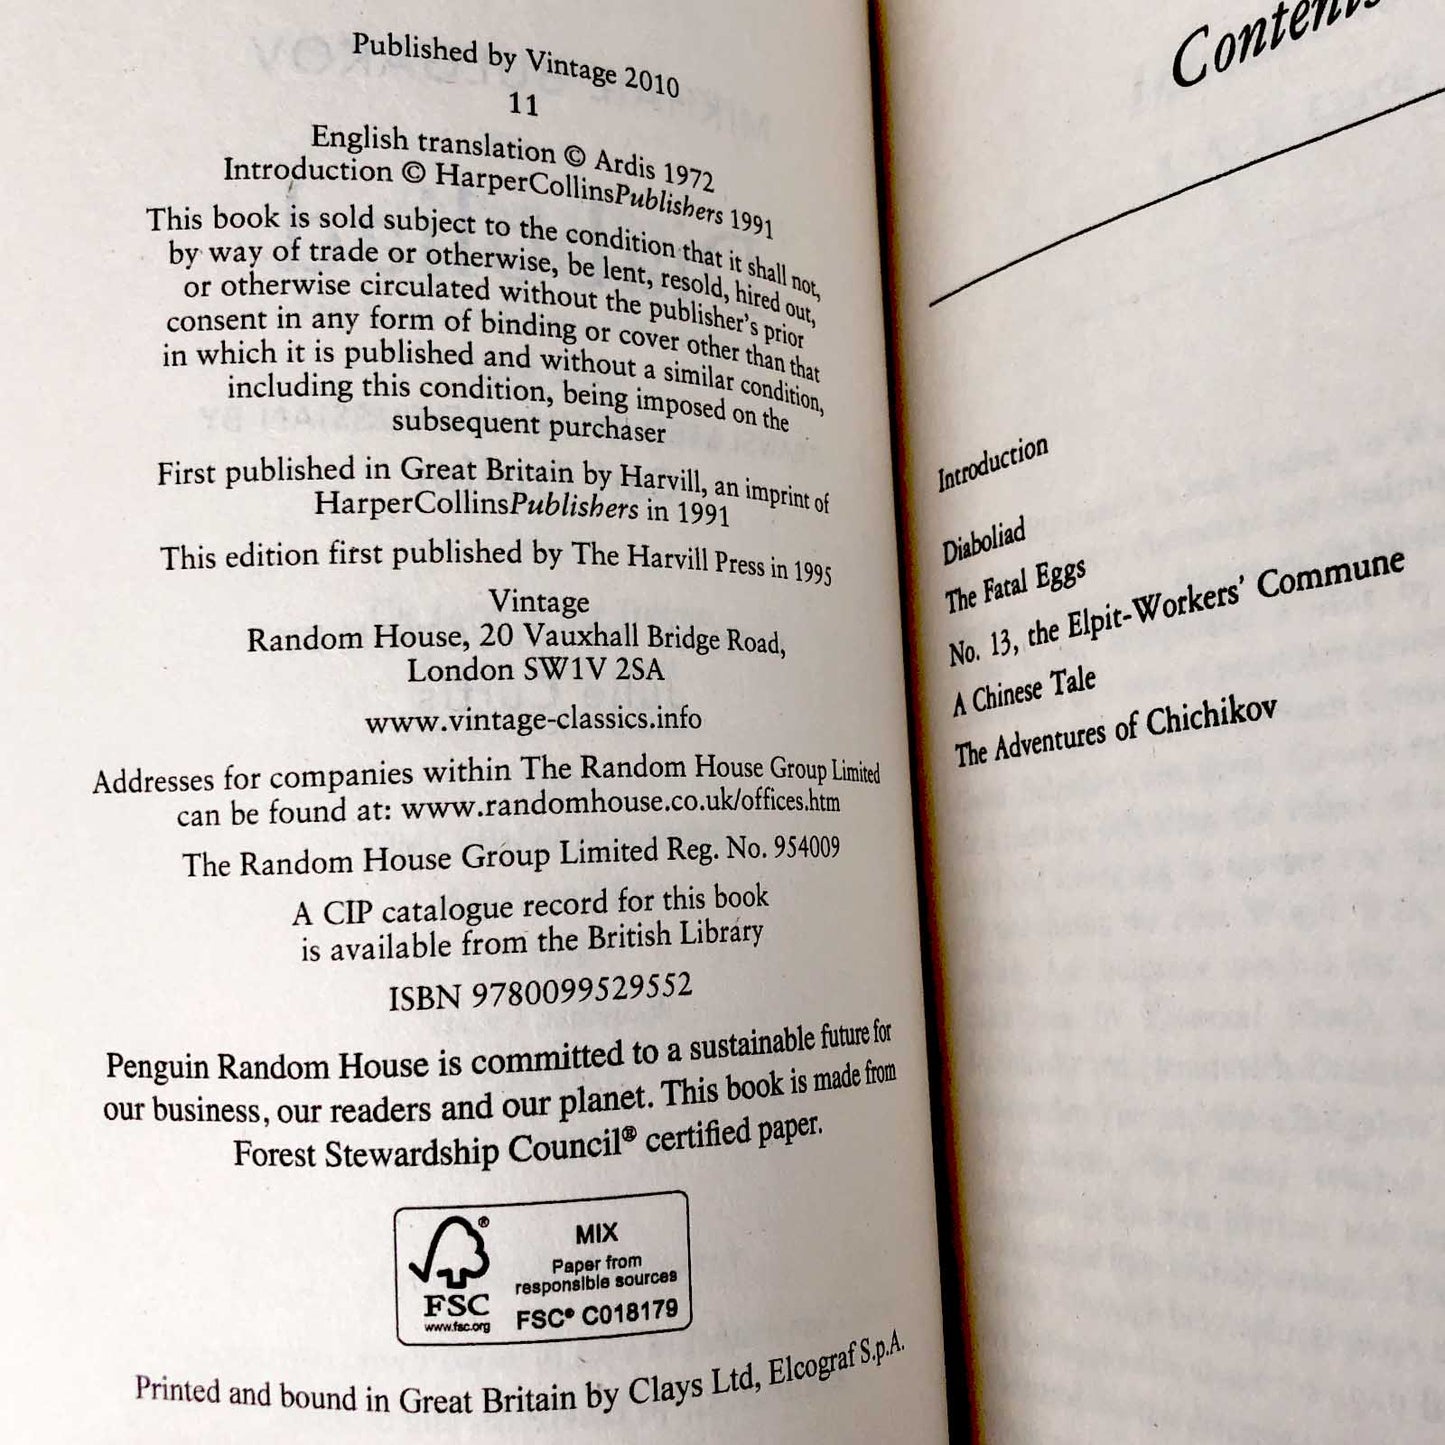 Published by Vintage 2010
11
English translation © Ardis 1972
Introduction © HarperCollinsPublishers 1991
This book is sold subject to the condition that it shall not,
by way of trade or otherwise, be lent, resold, hired out,
or otherwise circulated without the publisher's prior
consent in any form of binding or cover other than that
in which it is published and without a similar condition,
including this condition, being imposed on the
subsequent purchaser
First published in Great Britain by Harvill, an imprint of
HarperCollinsPublishers in 1991
This edition first published by The Harvill Press in 1995
Vintage
Random House, 20 Vauxhall Bridge Road,
London SW1V 2SA
www.vintage-classics.info
Addresses for companies within The Random House Group Limited
can be found at: www.randomhouse.co.uk/offices.htm
The Random House Group Limited Reg. No. 954009
A CIP catalogue record for this book
is available from the British Library
ISBN 9780099529552
Penguin Random House is committed to a sustainable future for
our business, our readers and our planet. This book is made from
Forest Stewardship Council® certified paper.
®
FSC
www.fsc.org
MIX
Paper from
responsible sources
FSC® C018179
Printed and bound in Great Britain by Clays Ltd, Elcograf S.p.A.
Contents
Introduction
Diaboliad
The Fatal Eggs
No. 13, the Elpit-Workers' Commune
A Chinese Tale
The Adventures of Chichikov